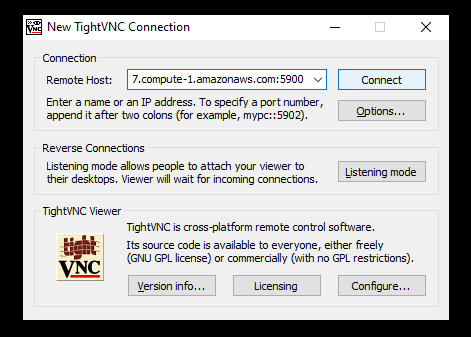 New TightVNC Connection
Connection
Remote Host:
7.compute-1.amazonaws.com:5900
Connect
Enter a name or an IP address. To specify a port number,
append it after two colons (for example, mypc::5902).
Options...
Reverse Connections
Listening mode allows people to attach your viewer to
their desktops. Viewer will wait for incoming connections.
Listening mode
TightVNC Viewer
tight
VNC
TightVNC is cross-platform remote control software.
Its source code is available to everyone, either freely
(GNU GPL license) or commercially (with no GPL restrictions).
Version info...
Licensing
Configure...